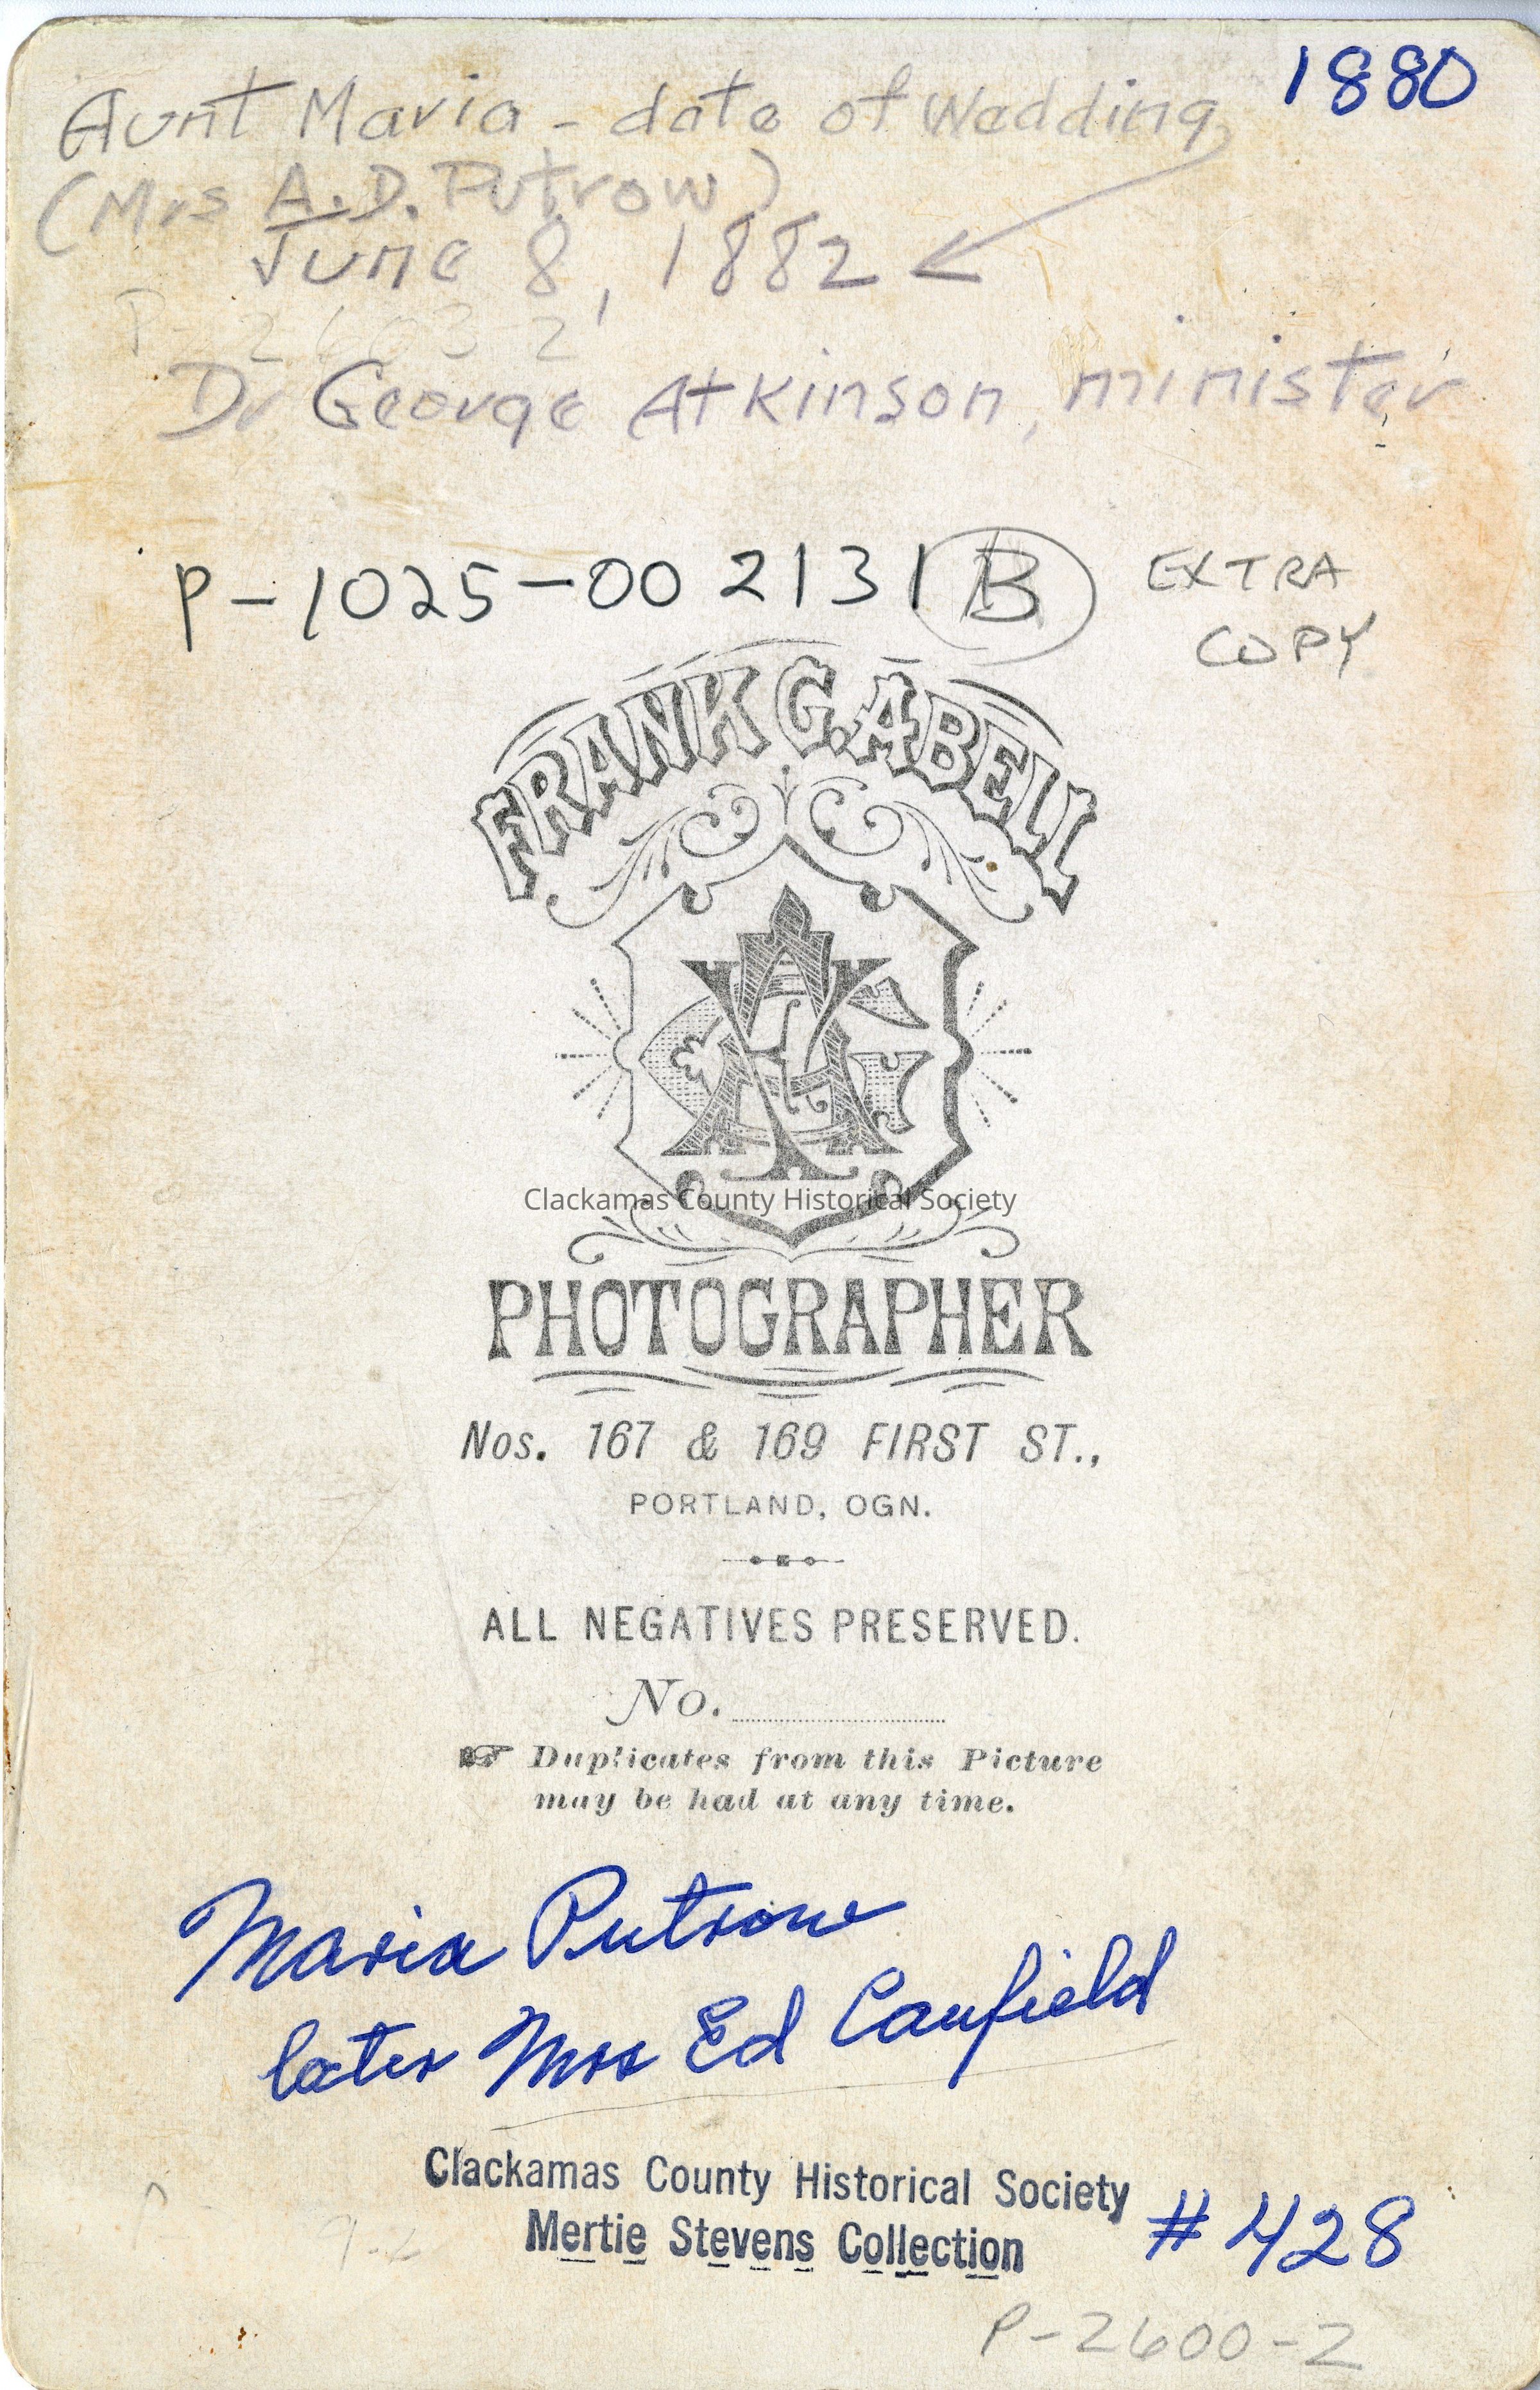 1880
Aunt Maria - date of Wedding
(Mrs A.D. Putrow)
June 8, 1882
P-2603-2
Dr George Atkinson, minister
P-1025-00 2131 B
EXTRA
COPY
FRANK G. ABELL
Clackamas County Historical Society
PHOTOGRAPHER
Nos. 167 & 169 FIRST ST.,
PORTLAND, OGN.
ALL NEGATIVES PRESERVED.
No.
☞ Duplicates from this Picture
may be had at any time.
Maria Putrow
later Mrs Ed Caufield
Clackamas County Historical Society
Mertie Stevens Collection
# 428
P-2600-2